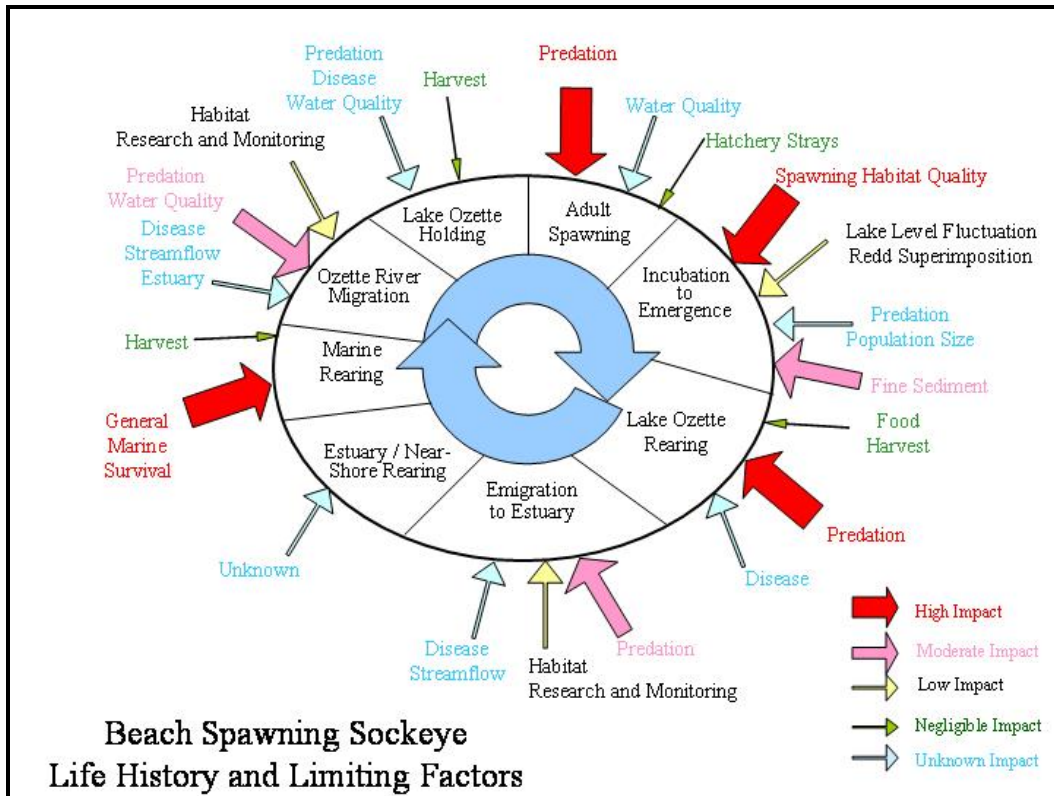 Predation
Disease
Water Quality
Harvest
Predation
Water Quality
Hatchery Strays
Spawning Habitat Quality
Lake Level Fluctuation
Redd Superimposition
Predation
Population Size
Fine Sediment
Food
Harvest
Predation
Disease
Predation
Habitat
Research and Monitoring
Disease
Streamflow
Unknown
General
Marine
Survival
Harvest
Disease
Streamflow
Estuary
Predation
Water Quality
Habitat
Research and Monitoring
Lake Ozette
Holding
Adult
Spawning
Incubation
to
Emergence
Lake Ozette
Rearing
Emigration
to Estuary
Estuary / Near-
Shore Rearing
Marine
Rearing
Ozette River
Migration
High Impact
Moderate Impact
Low Impact
Negligible Impact
Unknown Impact
Beach Spawning Sockeye
Life History and Limiting Factors